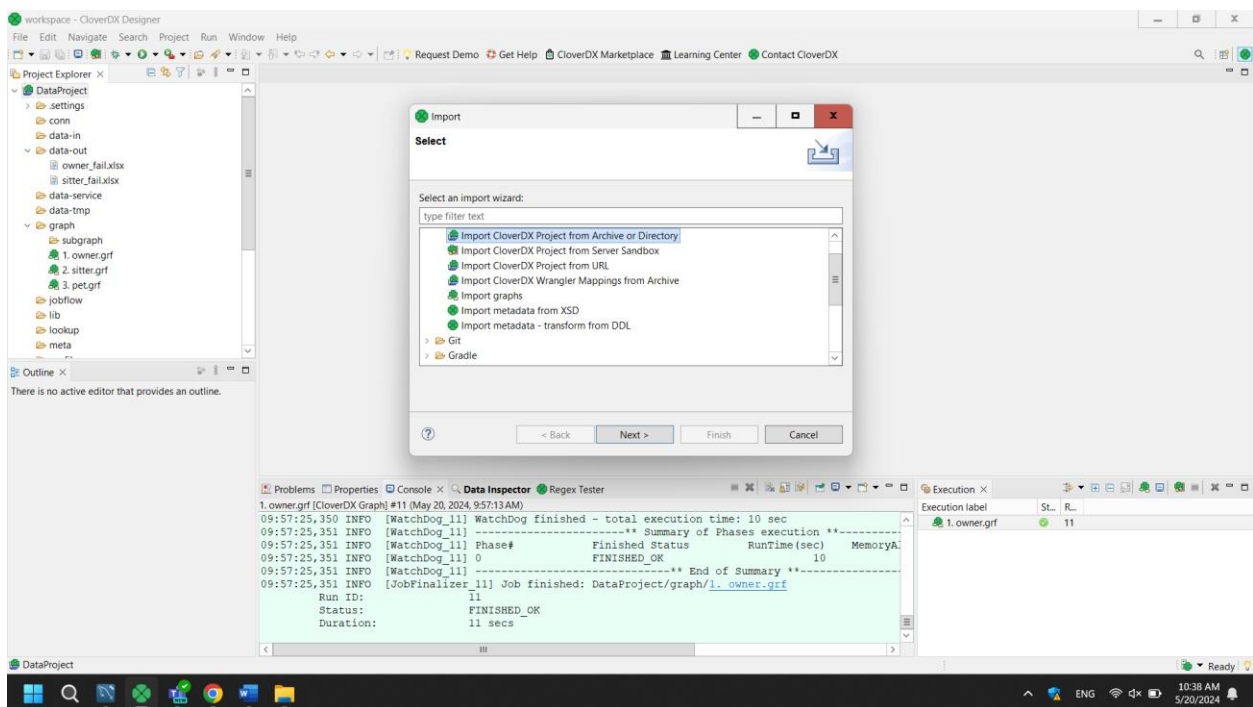 workspace - CloverDX Designer
File Edit Navigate Search Project Run Window Help
Request Demo Get Help CloverDX Marketplace Learning Center Contact CloverDX
Project Explorer
DataProject
.settings
conn
data-in
data-out
owner_fail.xlsx
sitter_fail.xlsx
data-service
data-tmp
graph
subgraph
1. owner.grf
2. sitter.grf
3. pet.grf
jobflow
lib
lookup
meta
Outline
There is no active editor that provides an outline.
Import
Select
Select an import wizard:
type filter text
Import CloverDX Project from Archive or Directory
Import CloverDX Project from Server Sandbox
Import CloverDX Project from URL
Import CloverDX Wrangler Mappings from Archive
Import graphs
Import metadata from XSD
Import metadata - transform from DDL
Git
Gradle
< Back Next > Finish Cancel
Problems Properties Console Data Inspector Regex Tester
1. owner.grf [CloverDX Graph] #11 (May 20, 2024, 9:57:13 AM)
09:57:25,350 INFO [WatchDog_11] WatchDog finished - total execution time: 10 sec
09:57:25,351 INFO [WatchDog_11] ----------------------** Summary of Phases execution **----------
09:57:25,351 INFO [WatchDog_11] Phase# Finished Status RunTime(sec) MemoryAl
09:57:25,351 INFO [WatchDog_11] 0 FINISHED_OK 10
09:57:25,351 INFO [WatchDog_11] ------------------------------** End of Summary **---------------
09:57:25,351 INFO [JobFinalizer_11] Job finished: DataProject/graph/1. owner.grf
Run ID: 11
Status: FINISHED_OK
Duration: 11 secs
Execution
Execution label St... R...
1. owner.grf 11
DataProject
Ready
ENG
10:38 AM
5/20/2024